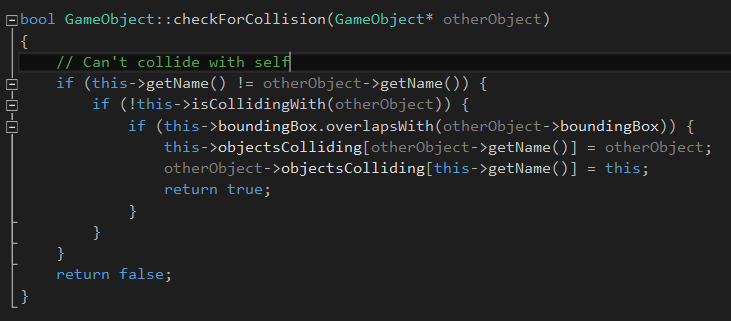 bool GameObject::checkForCollision(GameObject* otherObject)
{
    // Can't collide with self
    if (this->getName() != otherObject->getName()) {
        if (!this->isCollidingWith(otherObject)) {
            if (this->boundingBox.overlapsWith(otherObject->boundingBox)) {
                this->objectsColliding[otherObject->getName()] = otherObject;
                otherObject->objectsColliding[this->getName()] = this;
                return true;
            }
        }
    }
    return false;
}